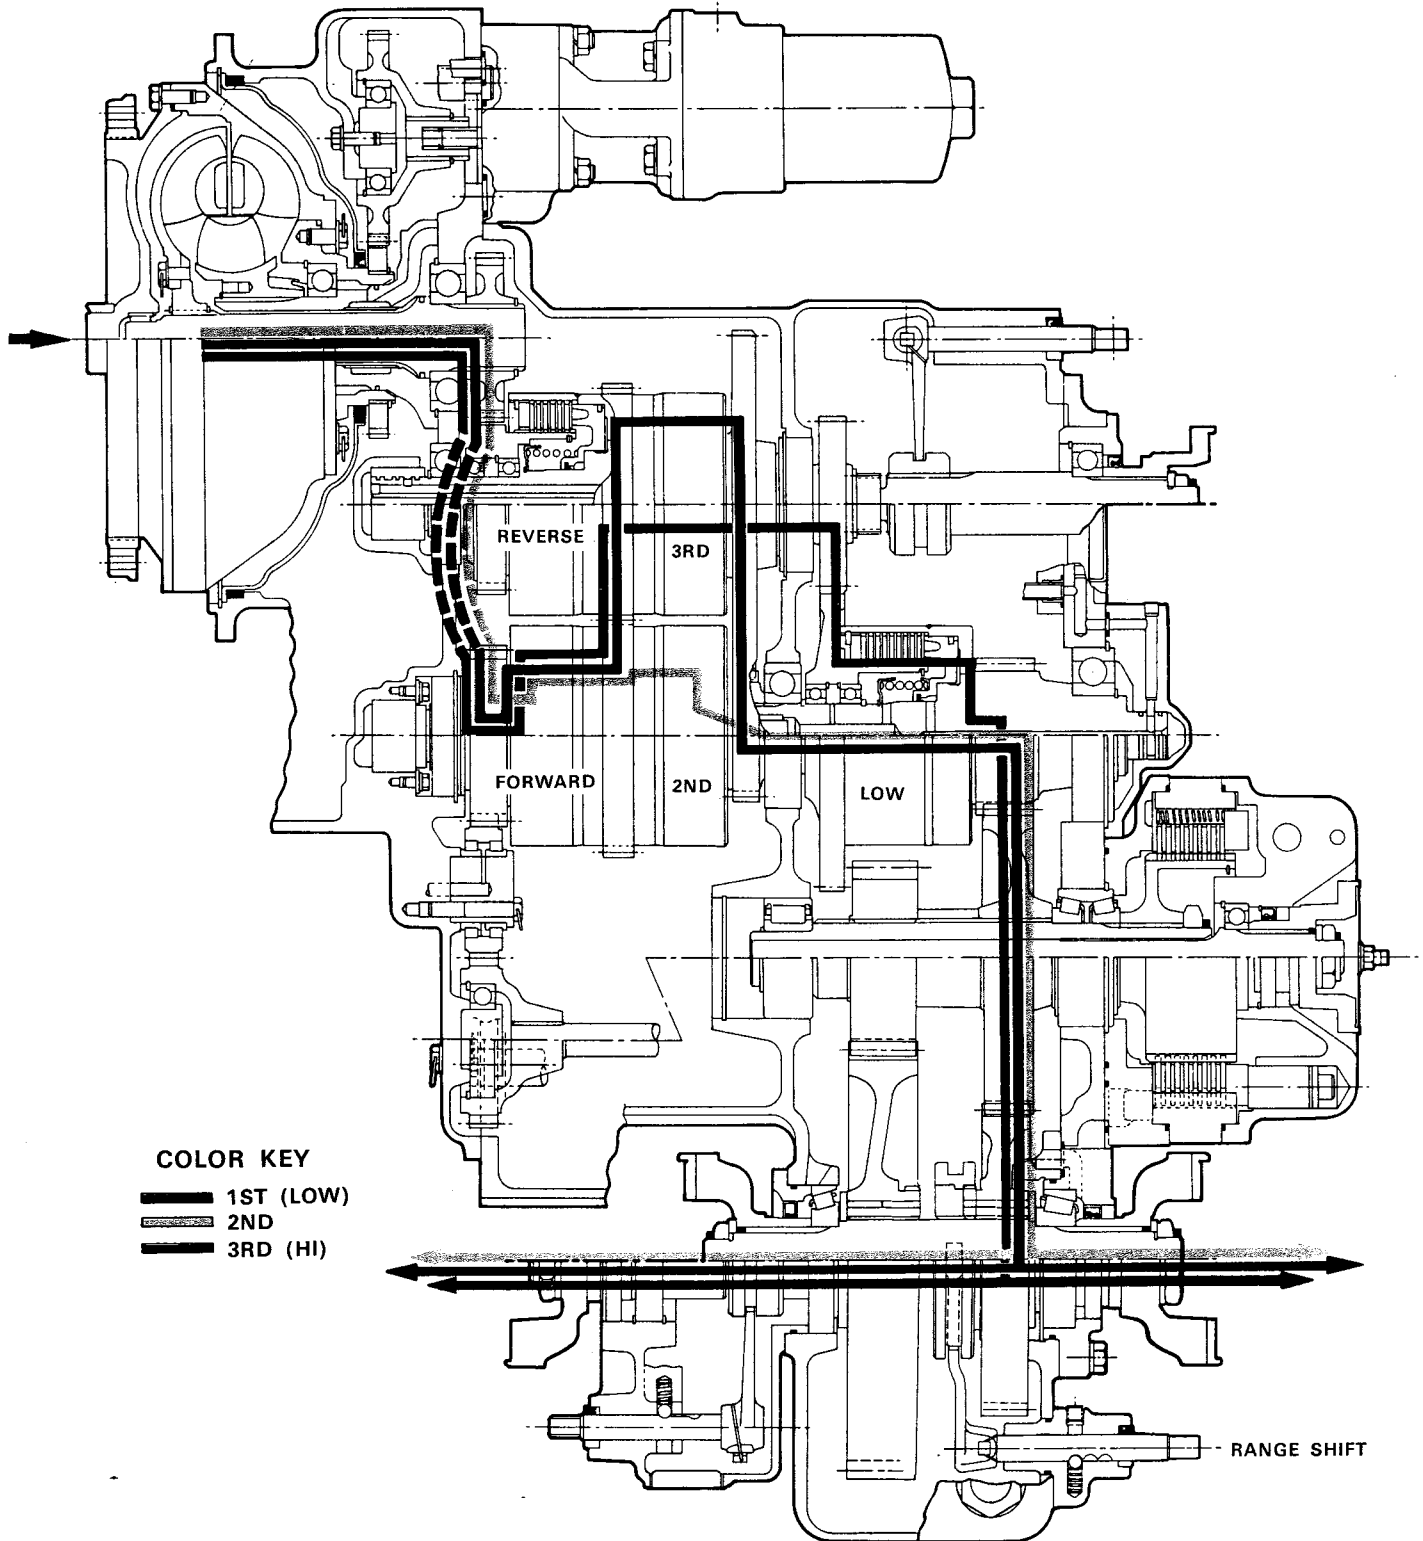 REVERSE
3RD
FORWARD
2ND
LOW
COLOR KEY
1ST (LOW)
2ND
3RD (HI)
RANGE SHIFT